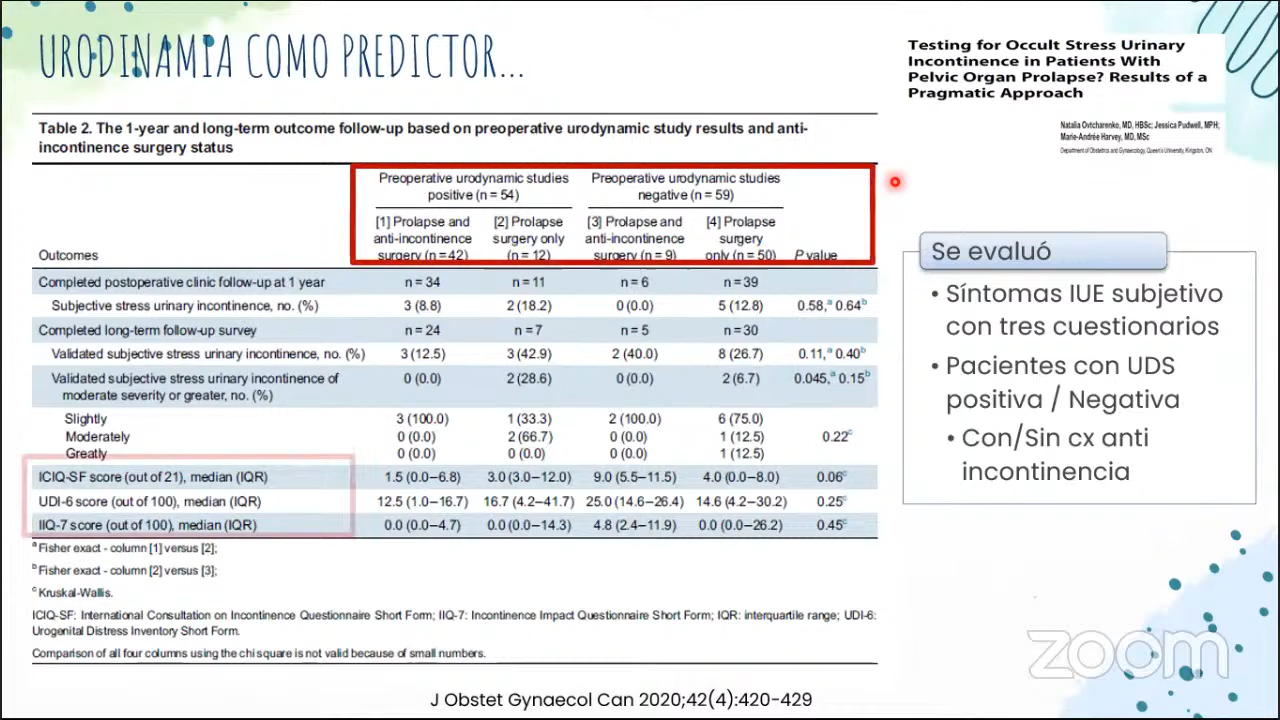 URODINAMIA COMO PREDICTOR...
Testing for Occult Stress Urinary
Incontinence in Patients With
Pelvic Organ Prolapse? Results of a
Pragmatic Approach
Natalia Ovtcharenko, MD, HBSc; Jessica Pudwell, MPH;
Marie-Andrée Harvey, MD, MSc
Department of Obstetrics and Gynaecology, Queen's University, Kingston, ON
Table 2. The 1-year and long-term outcome follow-up based on preoperative urodynamic study results and anti-
incontinence surgery status
Preoperative urodynamic studies Preoperative urodynamic studies
positive (n = 54) negative (n = 59)
[1] Prolapse and [2] Prolapse [3] Prolapse and [4] Prolapse
anti-incontinence surgery only anti-incontinence surgery
Outcomes surgery (n = 42) (n = 12) surgery (n = 9) only (n = 50) P value
Completed postoperative clinic follow-up at 1 year n = 34 n = 11 n = 6 n = 39
Subjective stress urinary incontinence, no. (%) 3 (8.8) 2 (18.2) 0 (0.0) 5 (12.8) 0.58,a 0.64b
Completed long-term follow-up survey n = 24 n = 7 n = 5 n = 30
Validated subjective stress urinary incontinence, no. (%) 3 (12.5) 3 (42.9) 2 (40.0) 8 (26.7) 0.11,a 0.40b
Validated subjective stress urinary incontinence of 0 (0.0) 2 (28.6) 0 (0.0) 2 (6.7) 0.045,a 0.15b
moderate severity or greater, no. (%)
Slightly 3 (100.0) 1 (33.3) 2 (100.0) 6 (75.0)
Moderately 0 (0.0) 2 (66.7) 0 (0.0) 1 (12.5) 0.22c
Greatly 0 (0.0) 0 (0.0) 0 (0.0) 1 (12.5)
ICIQ-SF score (out of 21), median (IQR) 1.5 (0.0–6.8) 3.0 (3.0–12.0) 9.0 (5.5–11.5) 4.0 (0.0–8.0) 0.06c
UDI-6 score (out of 100), median (IQR) 12.5 (1.0–16.7) 16.7 (4.2–41.7) 25.0 (14.6–26.4) 14.6 (4.2–30.2) 0.25c
IIQ-7 score (out of 100), median (IQR) 0.0 (0.0–4.7) 0.0 (0.0–14.3) 4.8 (2.4–11.9) 0.0 (0.0–26.2) 0.45c
a Fisher exact - column [1] versus [2];
b Fisher exact - column [2] versus [3];
c Kruskal-Wallis.
ICIQ-SF: International Consultation on Incontinence Questionnaire Short Form; IIQ-7: Incontinence Impact Questionnaire Short Form; IQR: interquartile range; UDI-6:
Urogenital Distress Inventory Short Form.
Comparison of all four columns using the chi square is not valid because of small numbers.
Se evaluó
• Síntomas IUE subjetivo
con tres cuestionarios
• Pacientes con UDS
positiva / Negativa
• Con/Sin cx anti
incontinencia
zoom
J Obstet Gynaecol Can 2020;42(4):420-429